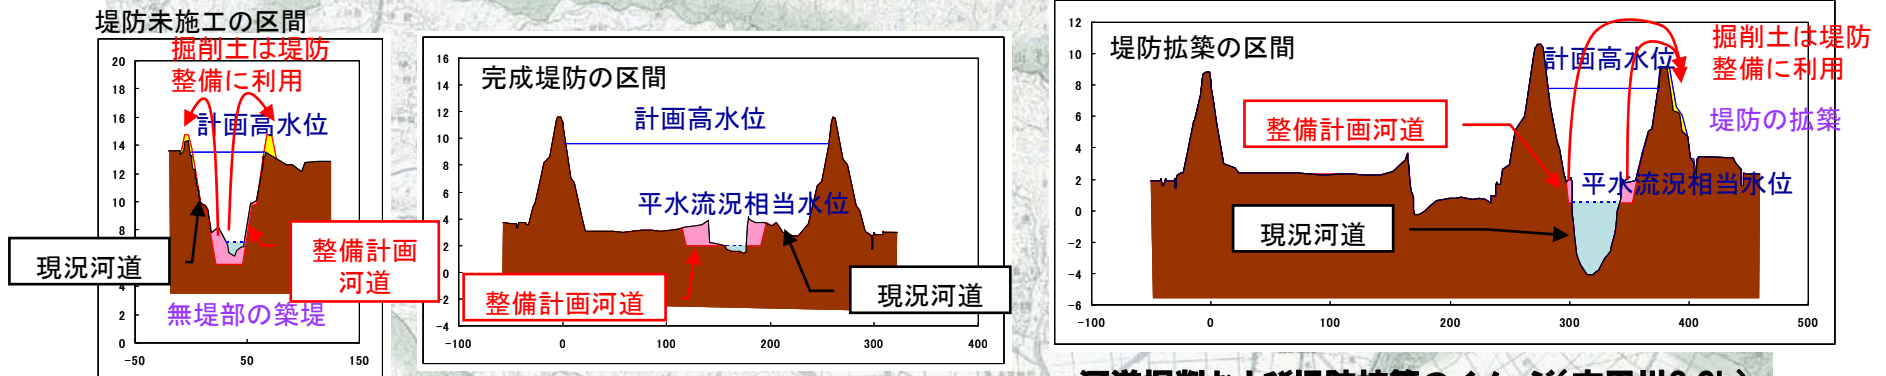 堤防未施工の区間
掘削土は堤防
整備に利用
計画高水位
現況河道
整備計画
河道
無堤部の築堤
20
18
16
14
12
10
8
4
2
0
-50
50
150
完成堤防の区間
計画高水位
平水流況相当水位
整備計画河道
現況河道
16
14
12
10
8
6
4
2
0
-2
-4
-100
0
100
200
300
400
堤防拡築の区間
計画高水位
掘削土は堤防
整備に利用
堤防の拡築
整備計画河道
平水流況相当水位
現況河道
12
10
8
6
4
2
0
-2
-4
-6
-100
0
100
200
300
400
500